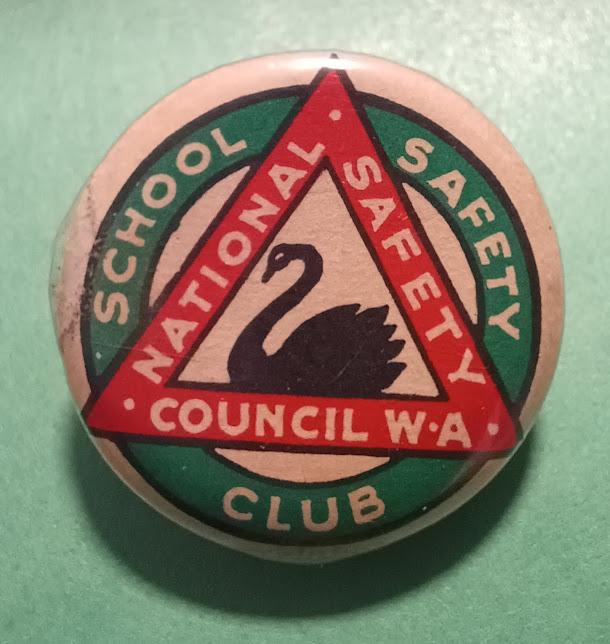 SCHOOL SAFETY
CLUB
NATIONAL
SAFETY
COUNCIL W·A